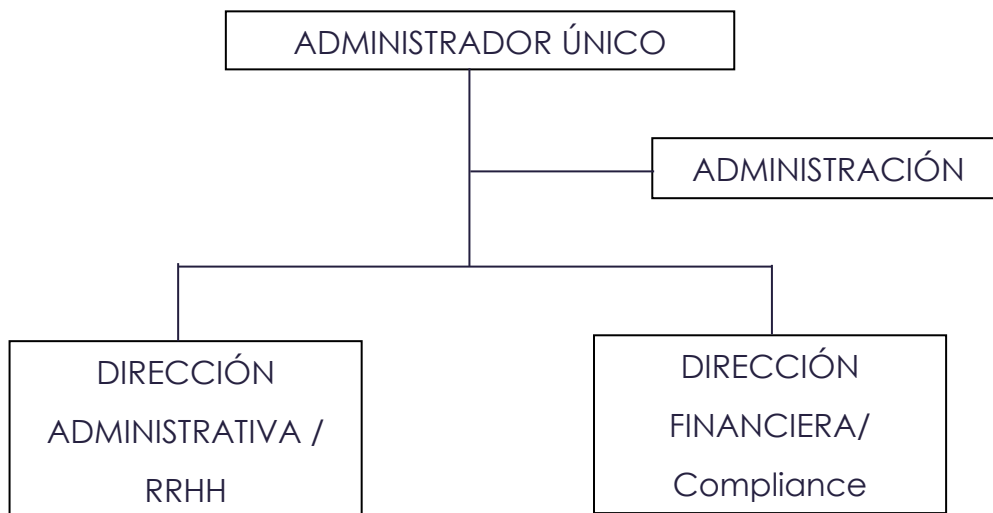 ADMINISTRADOR ÚNICO
ADMINISTRACIÓN
DIRECCIÓN
ADMINISTRATIVA /
RRHH
DIRECCIÓN
FINANCIERA/
Compliance